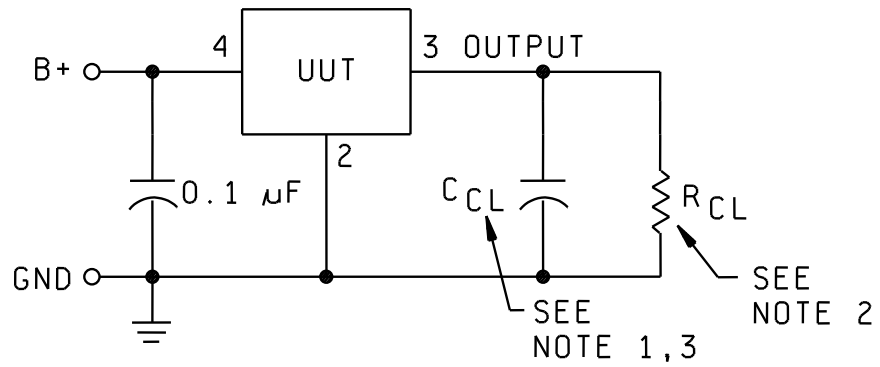 4
3 OUTPUT
B+
UUT
2
0.1 μF
C CL
R CL
GND
SEE
NOTE 2
SEE
NOTE 1,3